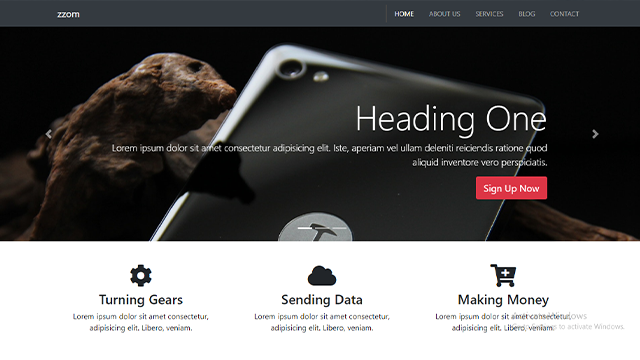 zzom
HOME ABOUT US SERVICES BLOG CONTACT
Heading One
Lorem ipsum dolor sit amet consectetur adipisicing elit. Iste, aperiam vel ullam deleniti reiciendis ratione quod
aliquid inventore vero perspiciatis.
Sign Up Now
Turning Gears
Lorem ipsum dolor sit amet consectetur,
adipisicing elit. Libero, veniam.
Sending Data
Lorem ipsum dolor sit amet consectetur,
adipisicing elit. Libero, veniam.
Making Money
Lorem ipsum dolor sit amet consectetur,
adipisicing elit. Libero, veniam.
Windows
to activate Windows.